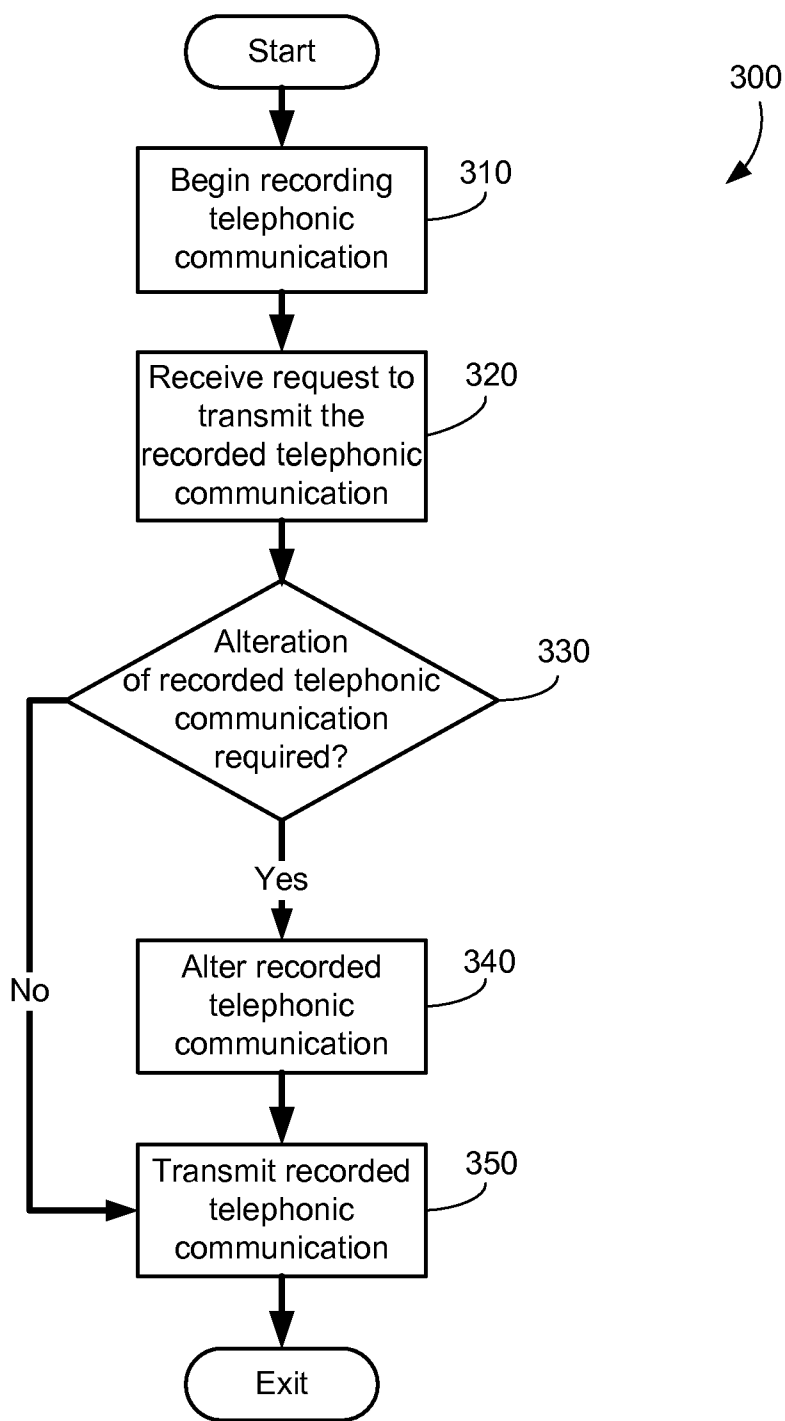 Start
300
Begin recording
telephonic
communication
310
Receive request to
transmit the
recorded telephonic
communication
320
Alteration
of recorded telephonic
communication
required?
330
Yes
No
Alter recorded
telephonic
communication
340
Transmit recorded
telephonic
communication
350
Exit